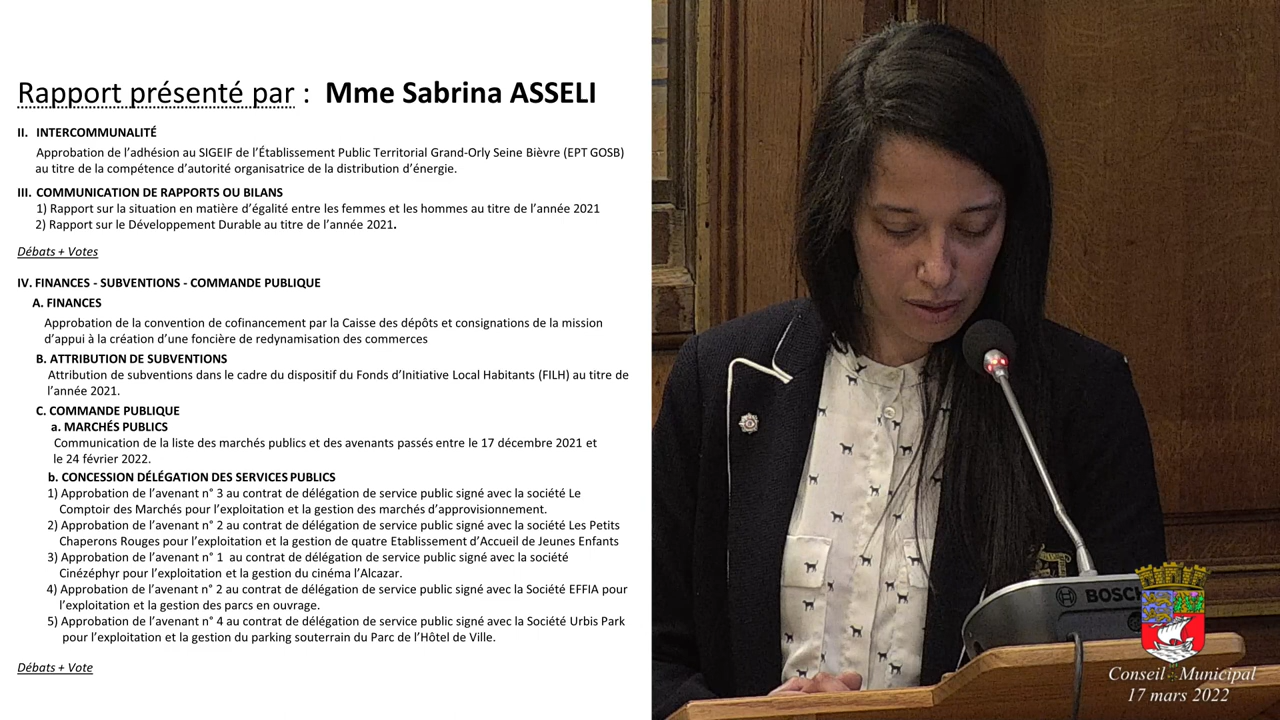 Rapport présenté par : Mme Sabrina ASSELI
II. INTERCOMMUNALITÉ
Approbation de l'adhésion au SIGEIF de l'Établissement Public Territorial Grand-Orly Seine Bièvre (EPT GOSB)
au titre de la compétence d'autorité organisatrice de la distribution d'énergie.
III. COMMUNICATION DE RAPPORTS OU BILANS
1) Rapport sur la situation en matière d'égalité entre les femmes et les hommes au titre de l'année 2021
2) Rapport sur le Développement Durable au titre de l'année 2021.
Débats + Votes
IV. FINANCES - SUBVENTIONS - COMMANDE PUBLIQUE
A. FINANCES
Approbation de la convention de cofinancement par la Caisse des dépôts et consignations de la mission
d'appui à la création d'une foncière de redynamisation des commerces
B. ATTRIBUTION DE SUBVENTIONS
Attribution de subventions dans le cadre du dispositif du Fonds d'Initiative Local Habitants (FILH) au titre de
l'année 2021.
C. COMMANDE PUBLIQUE
a. MARCHÉS PUBLICS
Communication de la liste des marchés publics et des avenants passés entre le 17 décembre 2021 et
le 24 février 2022.
b. CONCESSION DÉLÉGATION DES SERVICES PUBLICS
1) Approbation de l'avenant n° 3 au contrat de délégation de service public signé avec la société Le
Comptoir des Marchés pour l'exploitation et la gestion des marchés d'approvisionnement.
2) Approbation de l'avenant n° 2 au contrat de délégation de service public signé avec la société Les Petits
Chaperons Rouges pour l'exploitation et la gestion de quatre Etablissement d'Accueil de Jeunes Enfants
3) Approbation de l'avenant n° 1 au contrat de délégation de service public signé avec la société
Cinézéphyr pour l'exploitation et la gestion du cinéma l'Alcazar.
4) Approbation de l'avenant n° 2 au contrat de délégation de service public signé avec la Société EFFIA pour
l'exploitation et la gestion des parcs en ouvrage.
5) Approbation de l'avenant n° 4 au contrat de délégation de service public signé avec la Société Urbis Park
pour l'exploitation et la gestion du parking souterrain du Parc de l'Hôtel de Ville.
Débats + Vote
BOSCH
Conseil Municipal
17 mars 2022